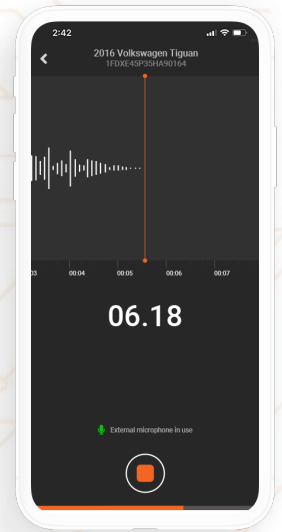 2:42
2016 Volkswagen Tiguan
1FDXE45P35HA90164
03 00:04 00:05 00:06 00:07
06.18
External microphone in use